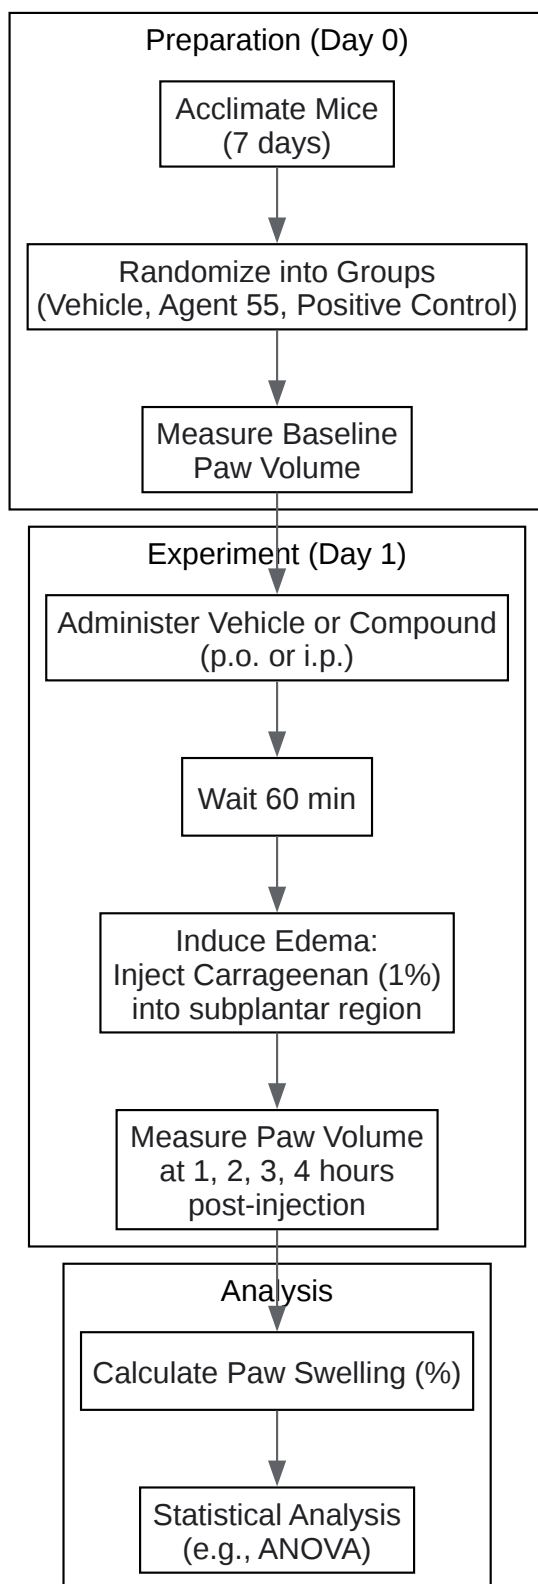 Preparation (Day 0)
Acclimate Mice
(7 days)
Randomize into Groups
(Vehicle, Agent 55, Positive Control)
Measure Baseline
Paw Volume
Experiment (Day 1)
Administer Vehicle or Compound
(p.o. or i.p.)
Wait 60 min
Induce Edema:
Inject Carrageenan (1%)
into subplantar region
Measure Paw Volume
at 1, 2, 3, 4 hours
post-injection
Analysis
Calculate Paw Swelling (%)
Statistical Analysis
(e.g., ANOVA)